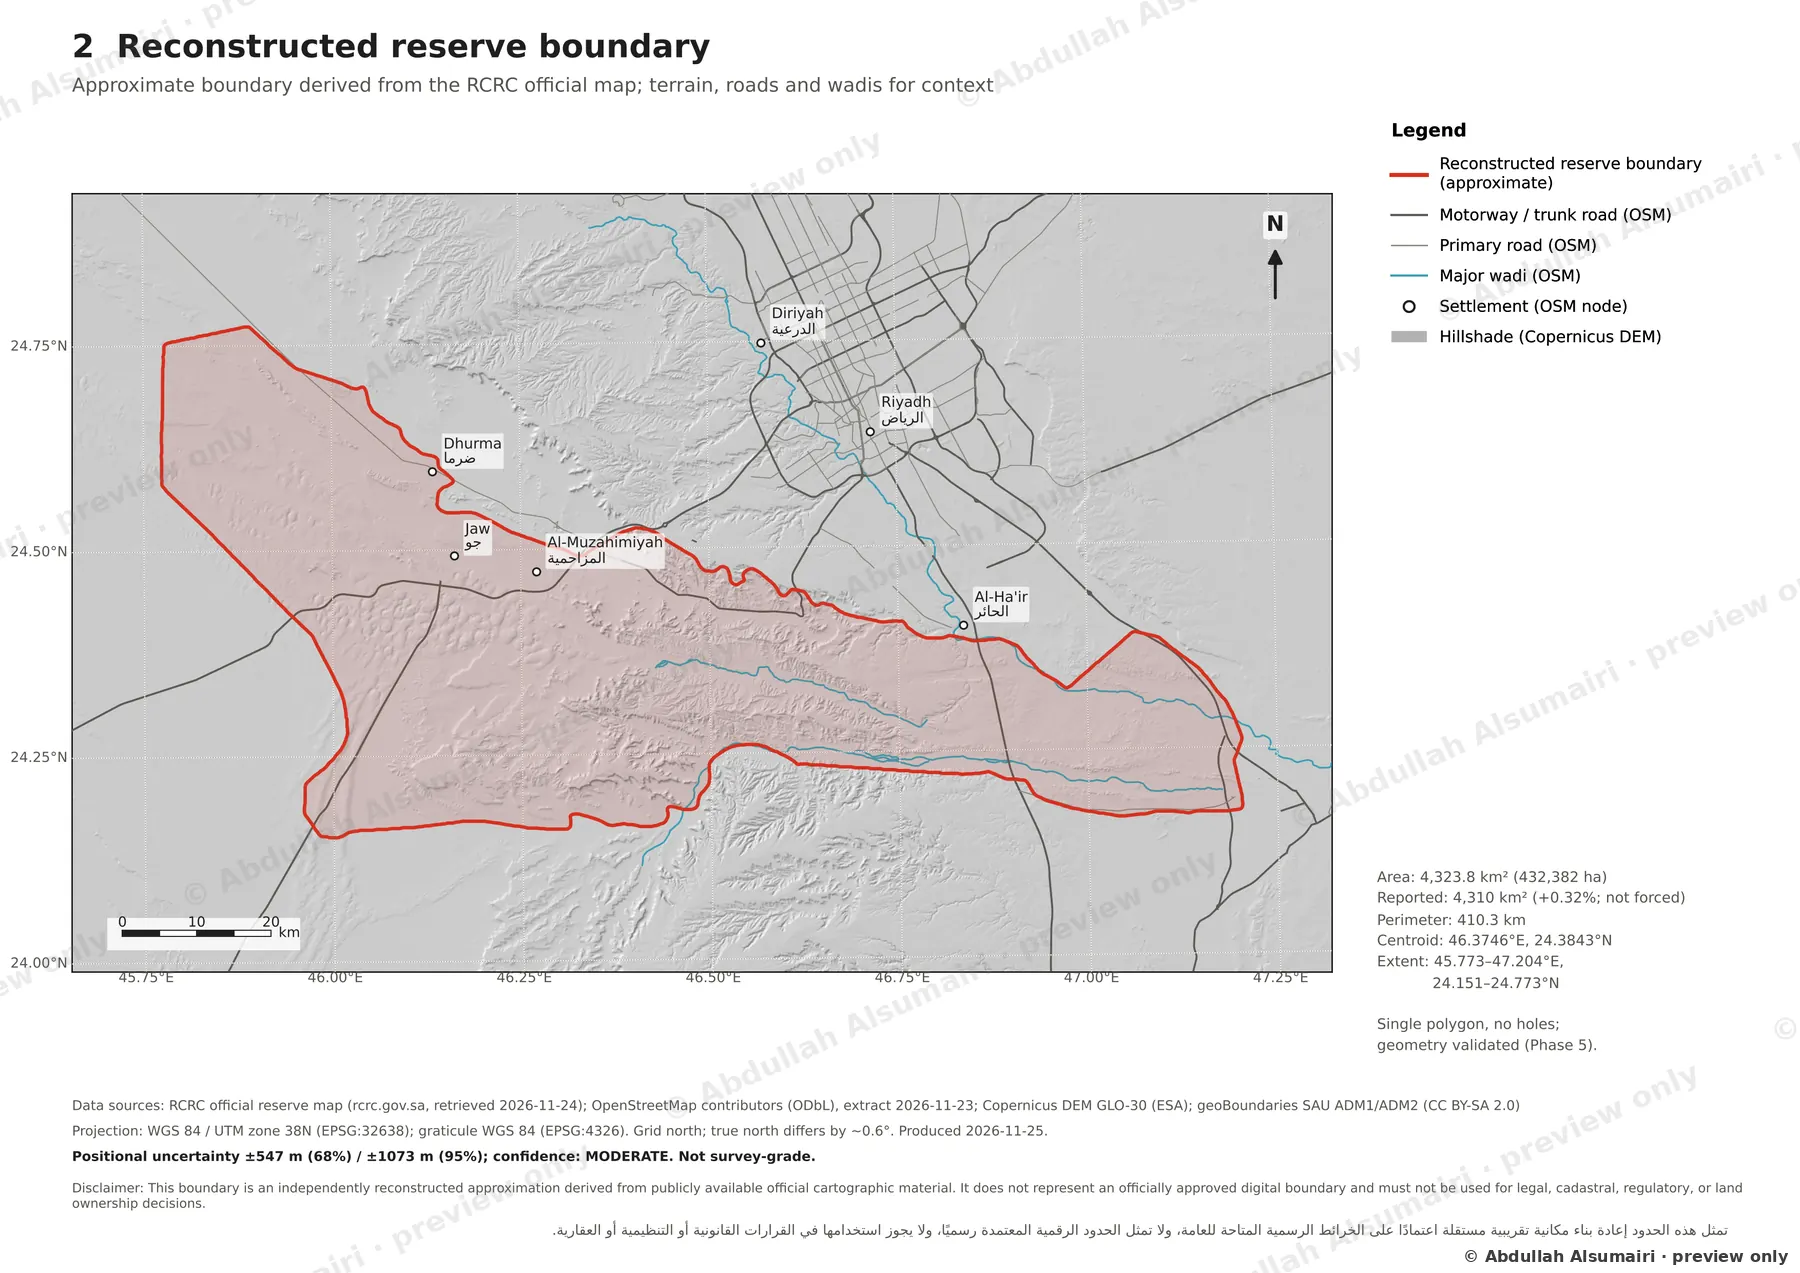 2 Reconstructed reserve boundary
Approximate boundary derived from the RCRC official map; terrain, roads and wadis for context
Legend
Reconstructed reserve boundary
(approximate)
Motorway / trunk road (OSM)
Primary road (OSM)
Major wadi (OSM)
Settlement (OSM node)
Hillshade (Copernicus DEM)
N
Diriyah
الدرعية
Riyadh
الرياض
Dhurma
ضرما
Jaw
جو
Al-Muzahimiyah
المزاحمية
Al-Ha'ir
الحائر
24.75°N
24.50°N
24.25°N
24.00°N
0 10 20
km
45.75°E 46.00°E 46.25°E 46.50°E 46.75°E 47.00°E 47.25°E
Area: 4,323.8 km² (432,382 ha)
Reported: 4,310 km² (+0.32%; not forced)
Perimeter: 410.3 km
Centroid: 46.3746°E, 24.3843°N
Extent: 45.773–47.204°E,
24.151–24.773°N
Single polygon, no holes;
geometry validated (Phase 5).
Data sources: RCRC official reserve map (rcrc.gov.sa, retrieved 2026-11-24); OpenStreetMap contributors (ODbL), extract 2026-11-23; Copernicus DEM GLO-30 (ESA); geoBoundaries SAU ADM1/ADM2 (CC BY-SA 2.0)
Projection: WGS 84 / UTM zone 38N (EPSG:32638); graticule WGS 84 (EPSG:4326). Grid north; true north differs by ~0.6°. Produced 2026-11-25.
Positional uncertainty ±547 m (68%) / ±1073 m (95%); confidence: MODERATE. Not survey-grade.
Disclaimer: This boundary is an independently reconstructed approximation derived from publicly available official cartographic material. It does not represent an officially approved digital boundary and must not be used for legal, cadastral, regulatory, or land
ownership decisions.
تمثل هذه الحدود إعادة بناء مكانية تقريبية مستقلة اعتمادًا على الخرائط الرسمية المتاحة للعامة، ولا تمثل الحدود الرقمية المعتمدة رسميًا، ولا يجوز استخدامها في القرارات القانونية أو التنظيمية أو العقارية.
© Abdullah Alsumairi · preview only